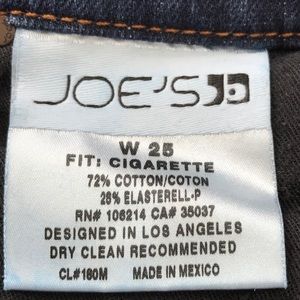 JOE'S
W 25
FIT: CIGARETTE
72% COTTON/COTON
28% ELASTERELL-P
RN# 106214 CA# 35037
DESIGNED IN LOS ANGELES
DRY CLEAN RECOMMENDED
CL#160M MADE IN MEXICO